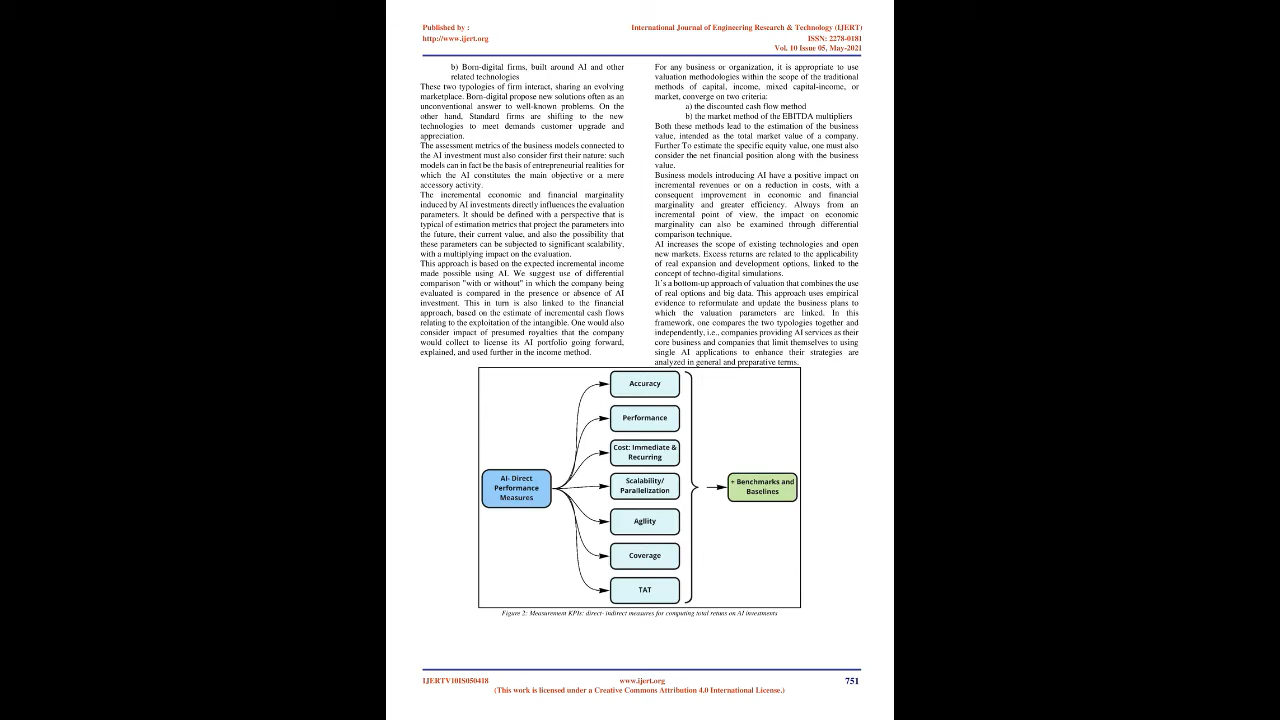 Published by :
http://www.ijert.org
International Journal of Engineering Research & Technology (IJERT)
ISSN: 2278-0181
Vol. 10 Issue 05, May-2021
b) Born-digital firms, built around AI and other
related technologies
These two typologies of firm interact, sharing an evolving
marketplace. Born-digital propose new solutions often as an
unconventional answer to well-known problems. On the
other hand, Standard firms are shifting to the new
technologies to meet demands customer upgrade and
appreciation.
The assessment metrics of the business models connected to
the AI investment must also consider first their nature: such
models can in fact be the basis of entrepreneurial realities for
which the AI constitutes the main objective or a mere
accessory activity.
The incremental economic and financial marginality
induced by AI investments directly influences the evaluation
parameters. It should be defined with a perspective that is
typical of estimation metrics that project the parameters into
the future, their current value, and also the possibility that
these parameters can be subjected to significant scalability,
with a multiplying impact on the evaluation.
This approach is based on the expected incremental income
made possible using AI. We suggest use of differential
comparison "with or without" in which the company being
evaluated is compared in the presence or absence of AI
investment. This in turn is also linked to the financial
approach, based on the estimate of incremental cash flows
relating to the exploitation of the intangible. One would also
consider impact of presumed royalties that the company
would collect to license its AI portfolio going forward,
explained, and used further in the income method.
For any business or organization, it is appropriate to use
valuation methodologies within the scope of the traditional
methods of capital, income, mixed capital-income, or
market, converge on two criteria:
a) the discounted cash flow method
b) the market method of the EBITDA multipliers
Both these methods lead to the estimation of the business
value, intended as the total market value of a company.
Further To estimate the specific equity value, one must also
consider the net financial position along with the business
value.
Business models introducing AI have a positive impact on
incremental revenues or on a reduction in costs, with a
consequent improvement in economic and financial
marginality and greater efficiency. Always from an
incremental point of view, the impact on economic
marginality can also be examined through differential
comparison technique.
AI increases the scope of existing technologies and open
new markets. Excess returns are related to the applicability
of real expansion and development options, linked to the
concept of techno-digital simulations.
It's a bottom-up approach of valuation that combines the use
of real options and big data. This approach uses empirical
evidence to reformulate and update the business plans to
which the valuation parameters are linked. In this
framework, one compares the two typologies together and
independently, i.e., companies providing AI services as their
core business and companies that limit themselves to using
single AI applications to enhance their strategies are
analyzed in general and preparative terms.
AI- Direct
Performance
Measures
Accuracy
Performance
Cost: Immediate &
Recurring
Scalability/
Parallelization
Agility
Coverage
TAT
+ Benchmarks and
Baselines
Figure 2: Measurement KPIs: direct- indirect measures for computing total retuns on AI investments
IJERTV10IS050418
www.ijert.org
751
(This work is licensed under a Creative Commons Attribution 4.0 International License.)